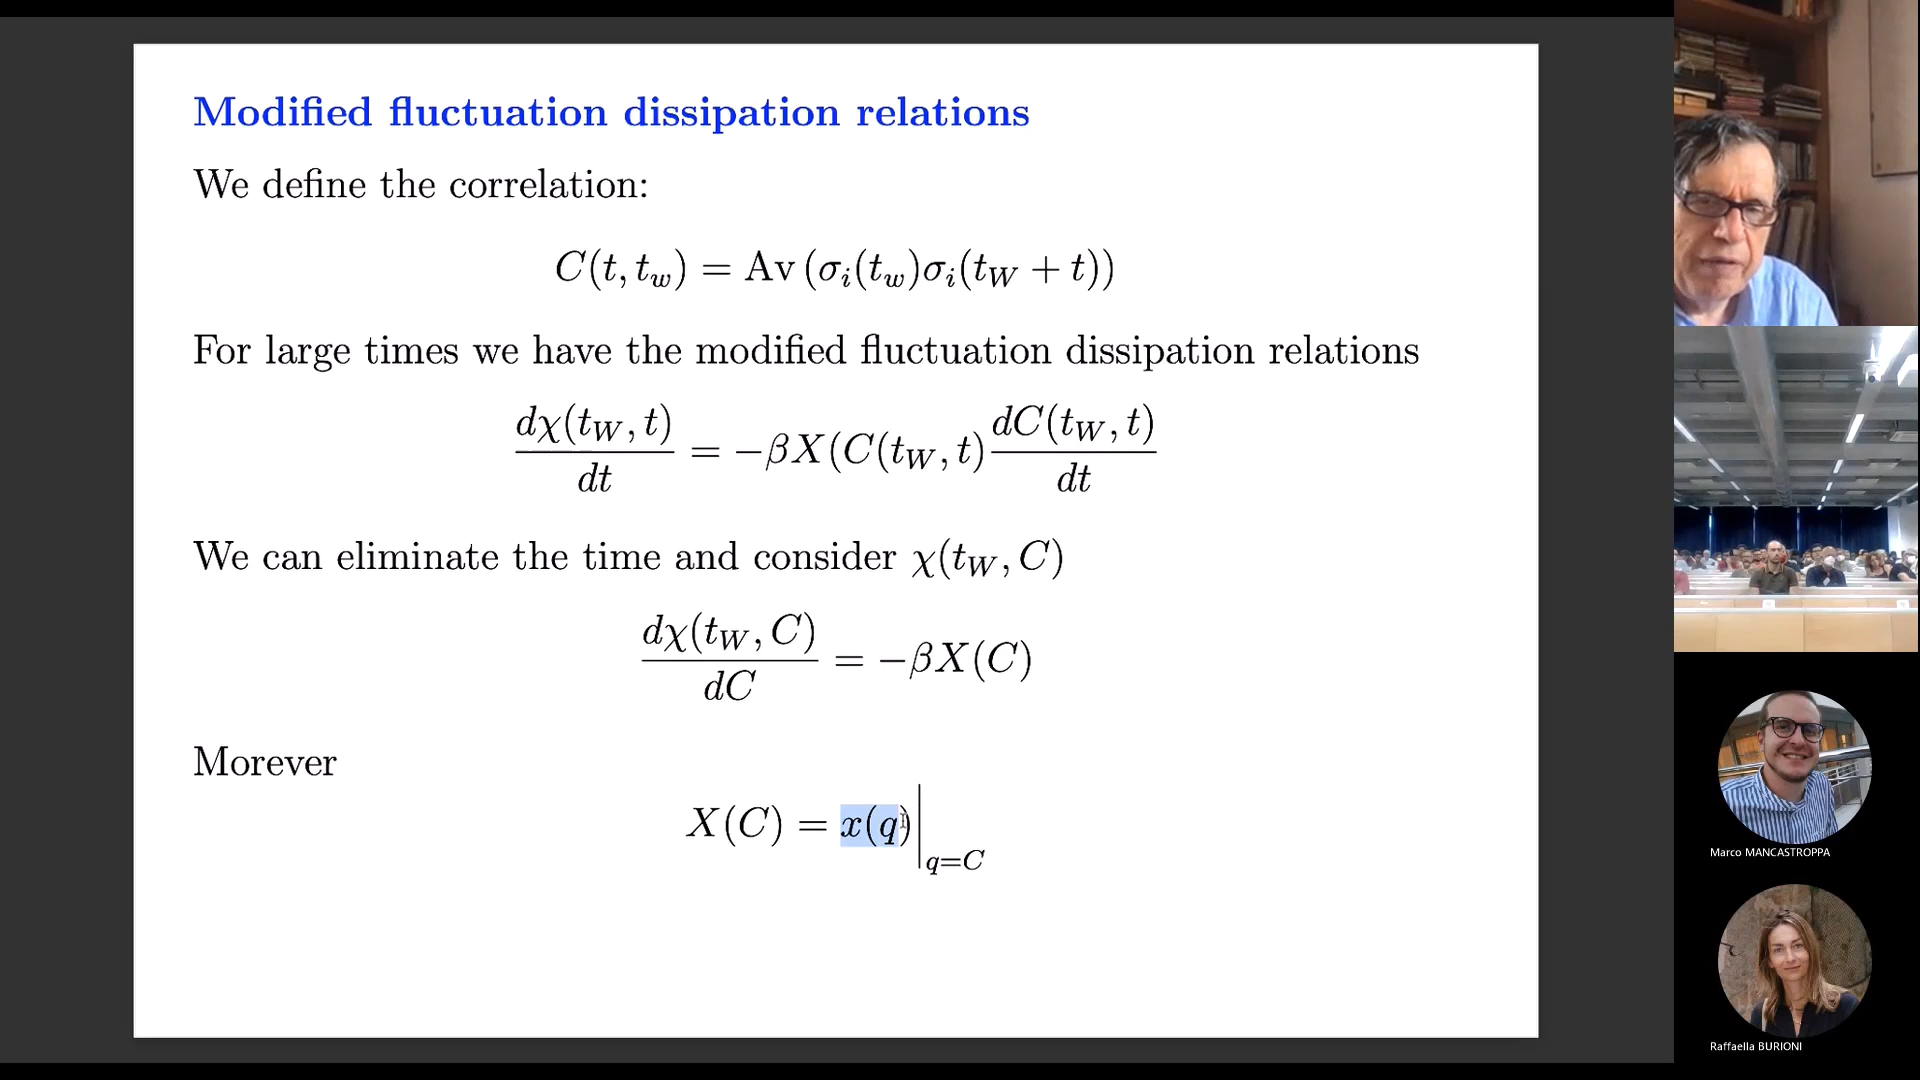 Modified fluctuation dissipation relations
We define the correlation:
C(t, t_w) = Av (σ_i(t_w)σ_i(t_W + t))
For large times we have the modified fluctuation dissipation relations
dχ(t_W, t)/dt = −βX(C(t_W, t) dC(t_W, t)/dt
We can eliminate the time and consider χ(t_W, C)
dχ(t_W, C)/dC = −βX(C)
Morever
X(C) = x(q)|_{q=C}
Marco MANCASTROPPA
Raffaella BURIONI